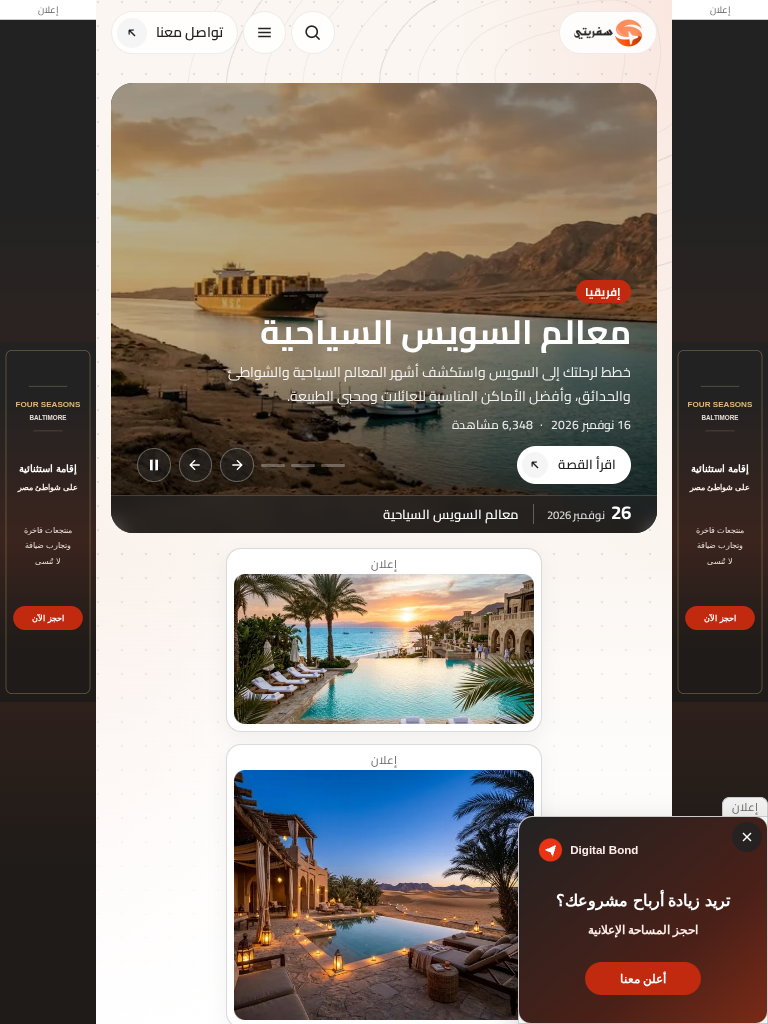 إعلان
إعلان
سفريتي
تواصل معنا
إفريقيا
معالم السويس السياحية
خطط لرحلتك إلى السويس واستكشف أشهر المعالم السياحية والشواطئ
والحدائق، وأفضل الأماكن المناسبة للعائلات ومحبي الطبيعة.
16 نوفمبر 2026 · 6,348 مشاهدة
اقرأ القصة
26 نوفمبر 2026 معالم السويس السياحية
FOUR SEASONS
BALTIMORE
إقامة استثنائية
على شواطئ مصر
منتجعات فاخرة
وتجارب ضيافة
لا تُنسى
احجز الآن
FOUR SEASONS
BALTIMORE
إقامة استثنائية
على شواطئ مصر
منتجعات فاخرة
وتجارب ضيافة
لا تُنسى
احجز الآن
إعلان
إعلان
إعلان
Digital Bond
تريد زيادة أرباح مشروعك؟
احجز المساحة الإعلانية
أعلن معنا